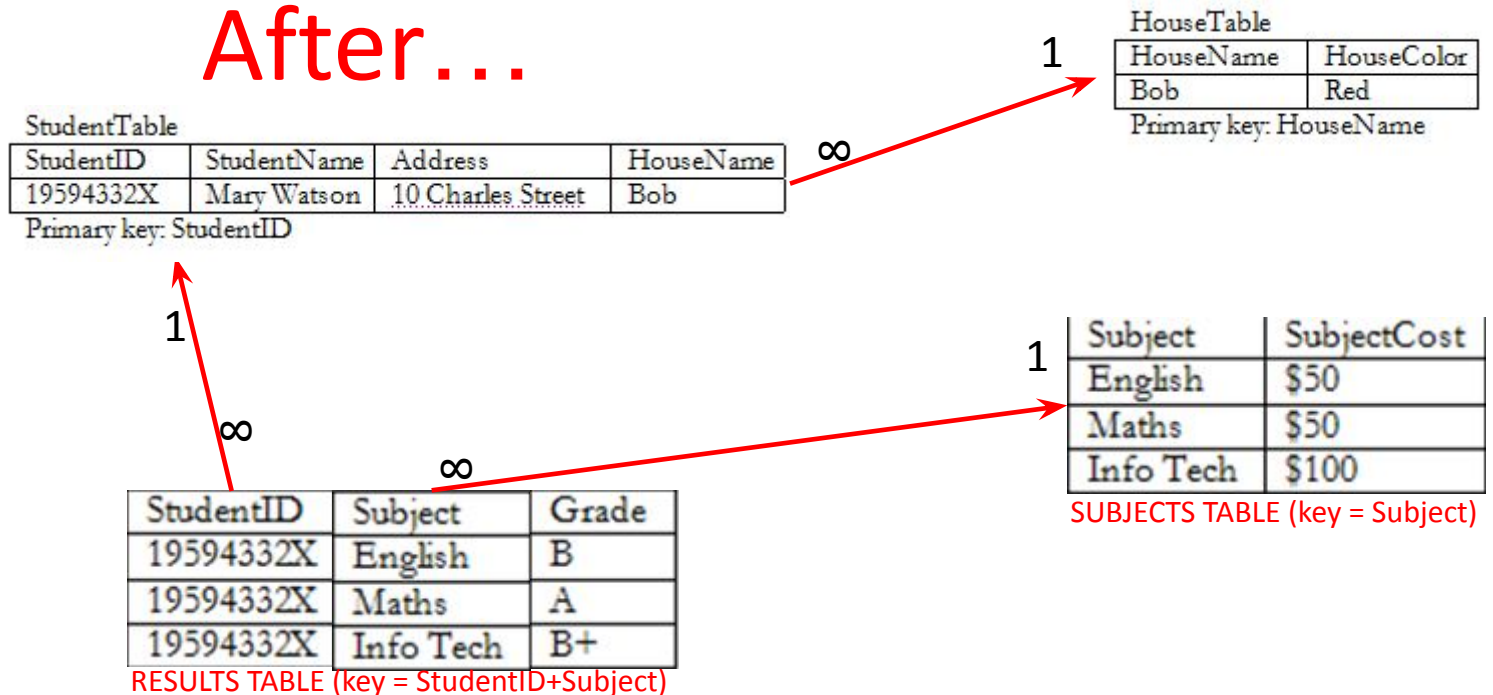 After…
HouseTable
HouseName HouseColor
Bob Red
Primary key: HouseName
1
∞
StudentTable
StudentID StudentName Address HouseName
19594332X Mary Watson 10 Charles Street Bob
Primary key: StudentID
1
∞
∞
1
Subject SubjectCost
English $50
Maths $50
Info Tech $100
SUBJECTS TABLE (key = Subject)
StudentID Subject Grade
19594332X English B
19594332X Maths A
19594332X Info Tech B+
RESULTS TABLE (key = StudentID+Subject)